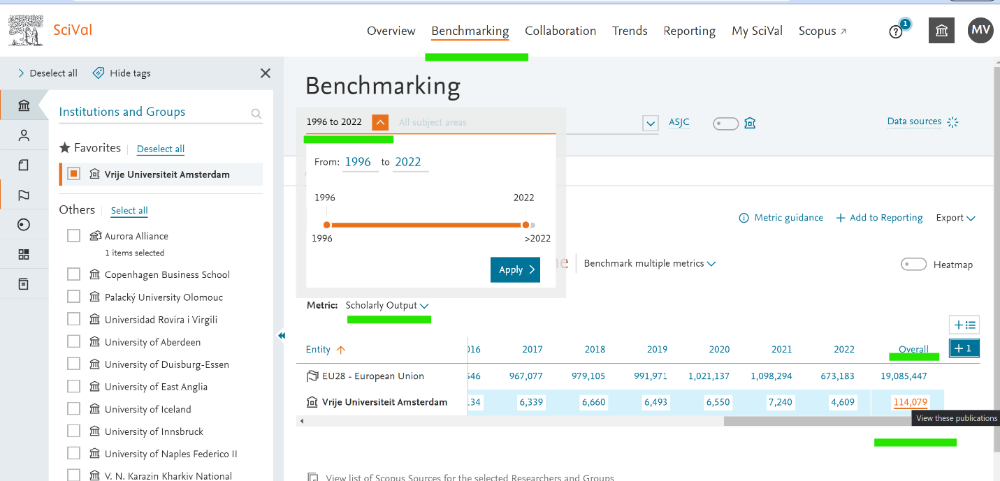 SciVal
Overview Benchmarking Collaboration Trends Reporting My SciVal Scopus ↗ ? 1 MV
Deselect all Hide tags
Institutions and Groups
Favorites Deselect all
Vrije Universiteit Amsterdam
Others Select all
Aurora Alliance
1 items selected
Copenhagen Business School
Palacký University Olomouc
Universidad Rovira i Virgili
University of Aberdeen
University of Duisburg-Essen
University of East Anglia
University of Iceland
University of Innsbruck
University of Naples Federico II
V. N. Karazin Kharkiv National
Benchmarking
1996 to 2022 All subject areas ASJC Data sources
From: 1996 to 2022
1996 2022
1996 >2022
Apply
Metric guidance + Add to Reporting Export
Benchmark multiple metrics Heatmap
Metric: Scholarly Output
Entity 2017 2018 2019 2020 2021 2022 Overall + 1
EU28 - European Union 967,077 979,105 991,971 1,021,137 1,098,294 673,183 19,085,447
Vrije Universiteit Amsterdam 6,339 6,660 6,493 6,550 7,240 4,609 114,079
View these publications
View list of Scopus Sources for the selected Researchers and Groups